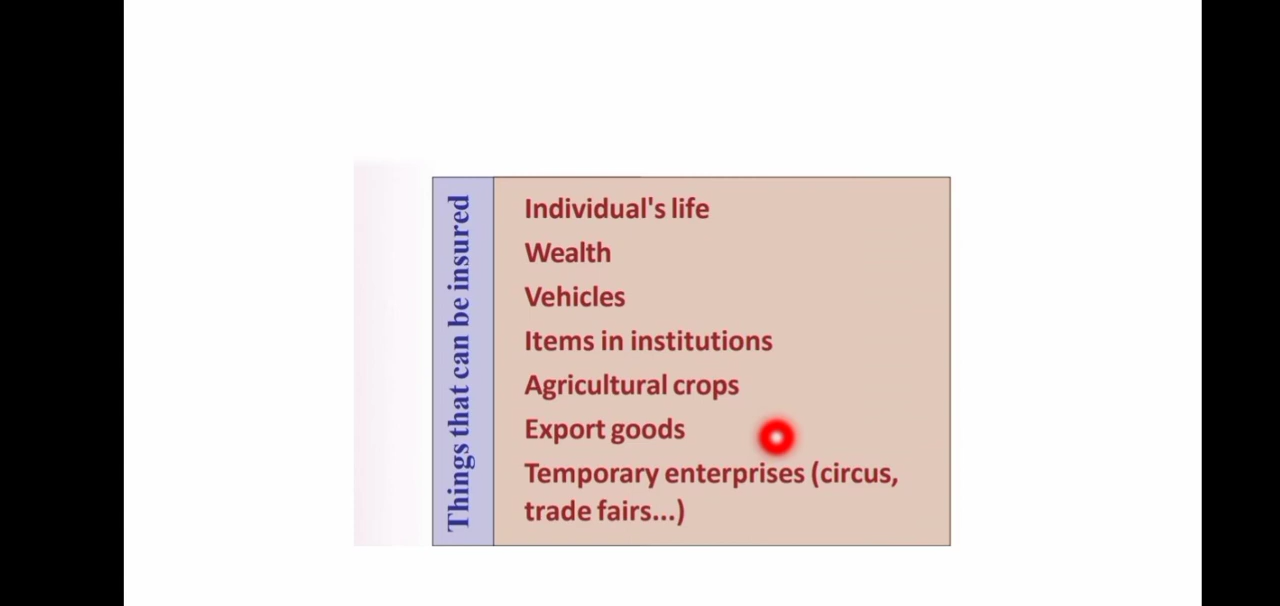 Things that can be insured
Individual's life
Wealth
Vehicles
Items in institutions
Agricultural crops
Export goods
Temporary enterprises (circus,
trade fairs...)